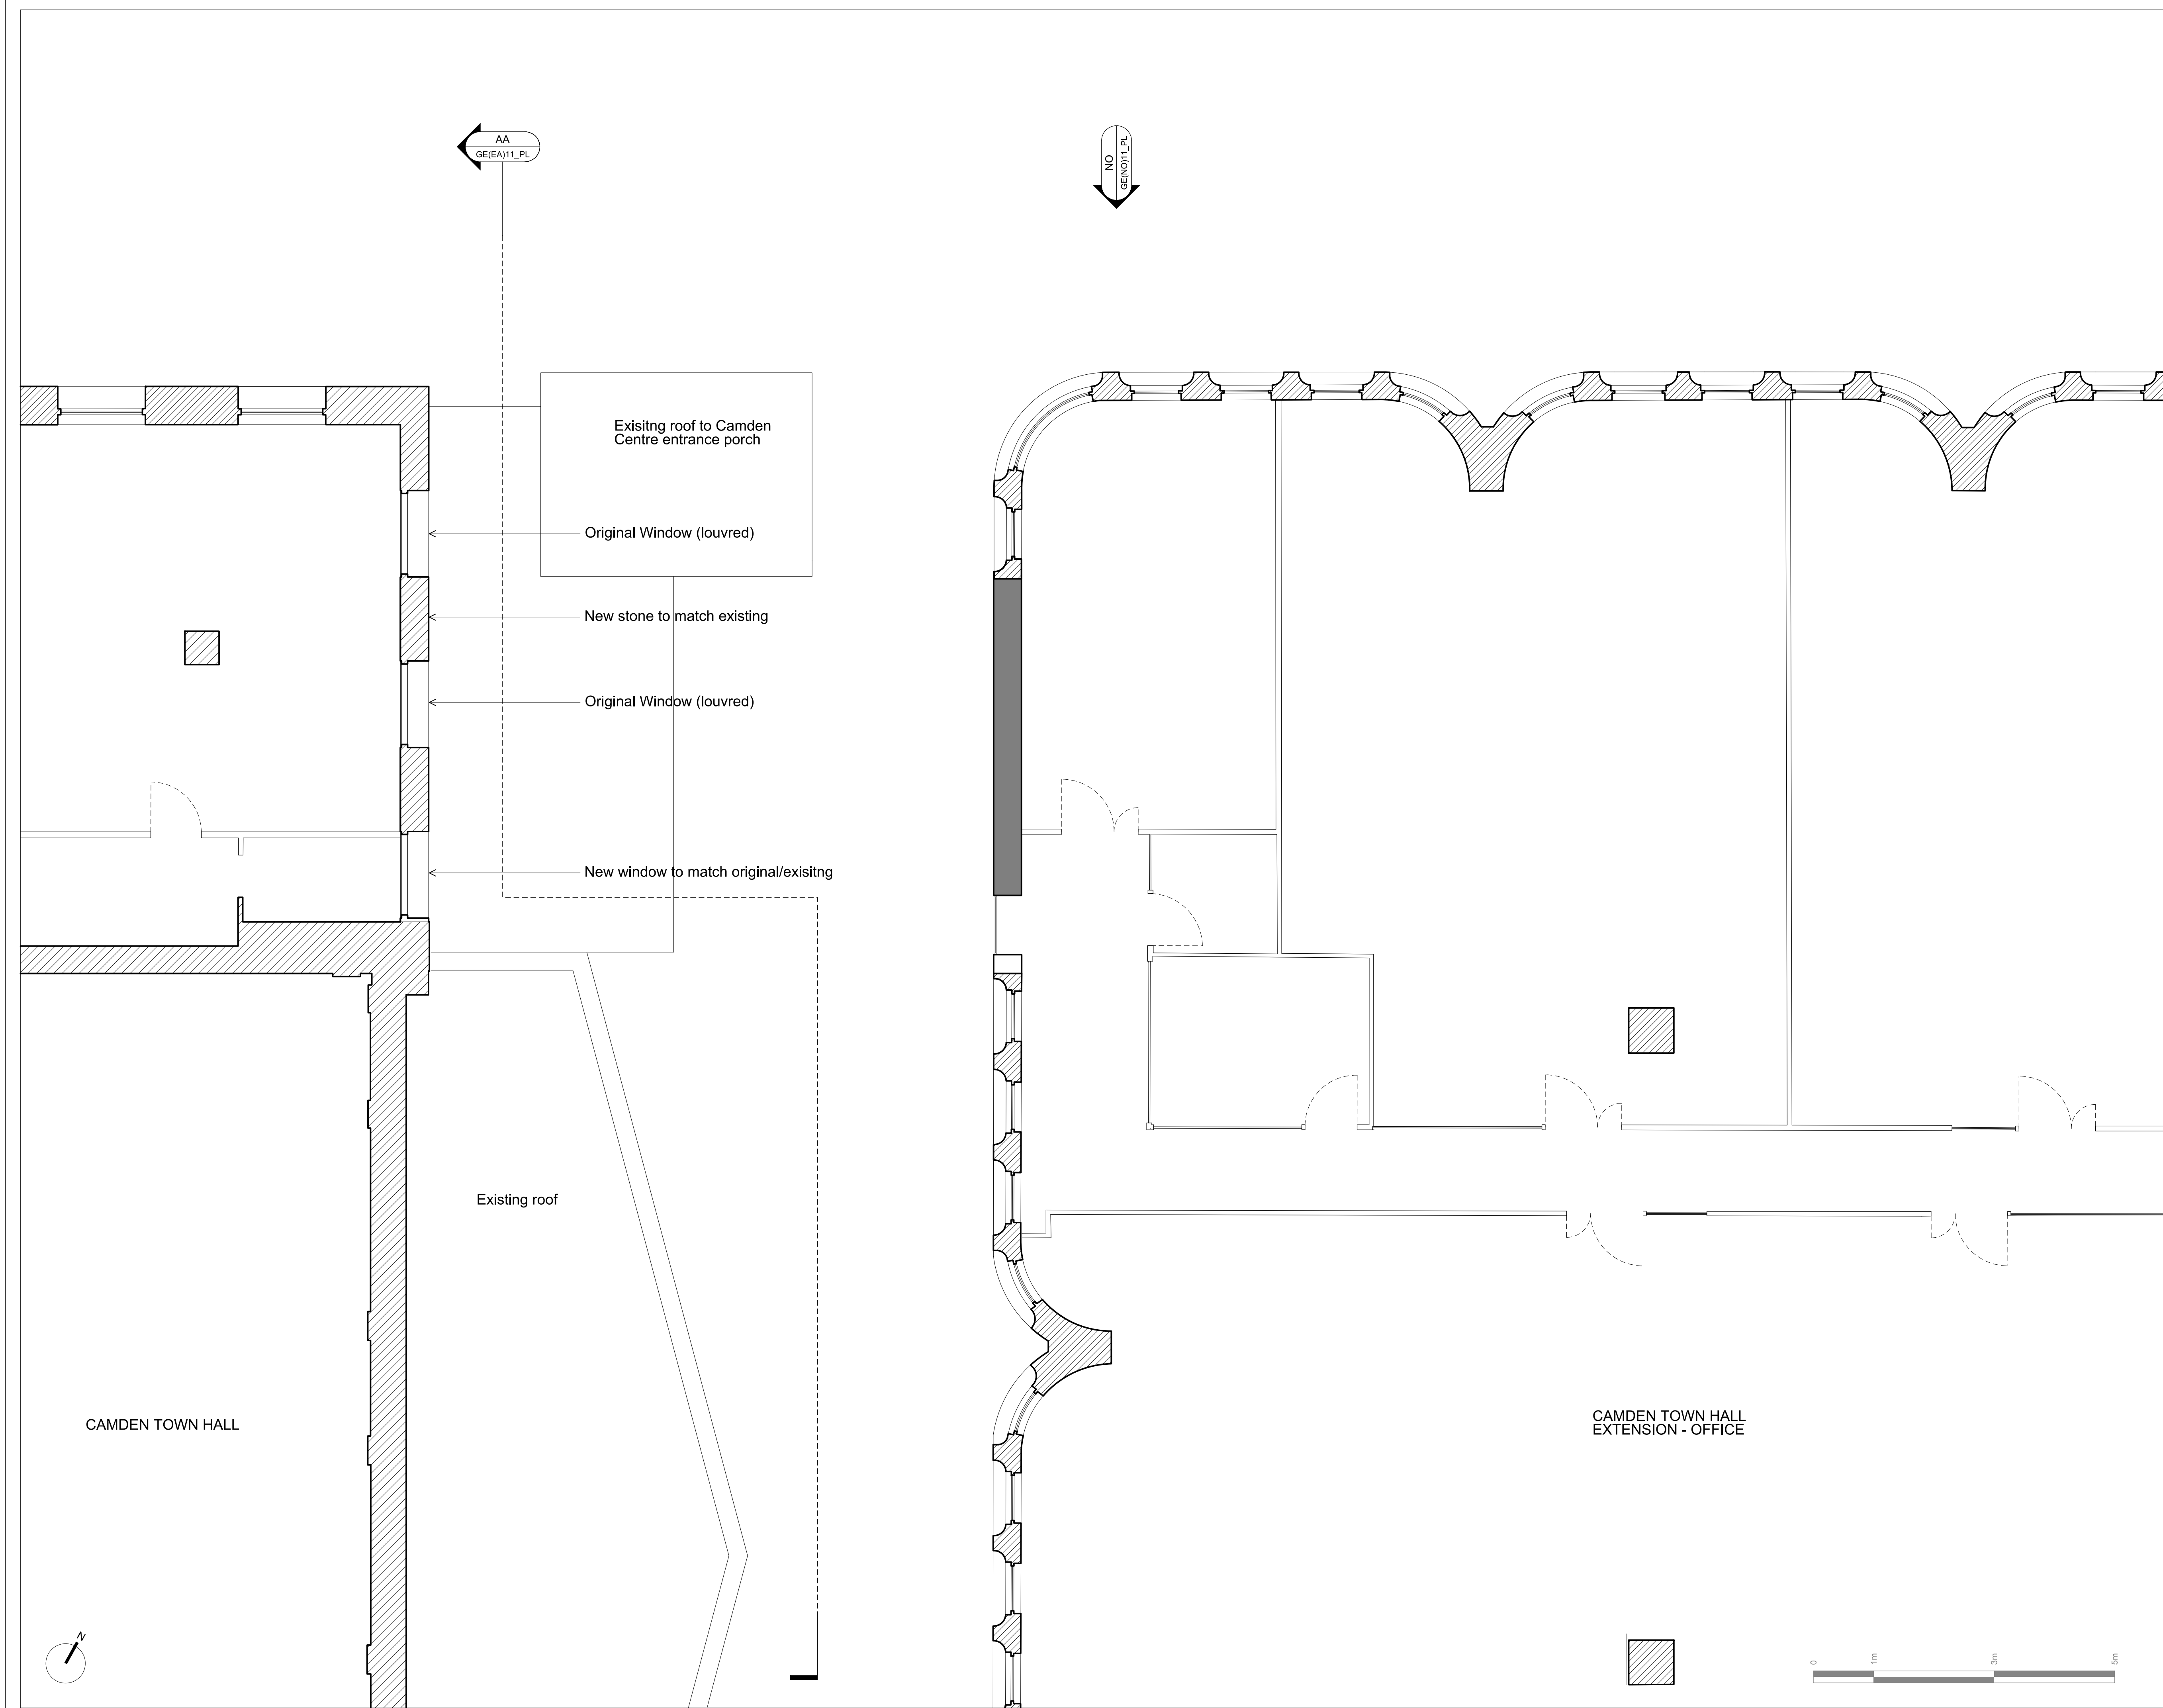 AA
GE(EA)11_PL
NO
GE(NO)11_PL
Exisitng roof to Camden
Centre entrance porch
Original Window (louvred)
New stone to match existing
Original Window (louvred)
New window to match original/exisitng
Existing roof
CAMDEN TOWN HALL
CAMDEN TOWN HALL
EXTENSION - OFFICE
N
0
1m
3m
5m